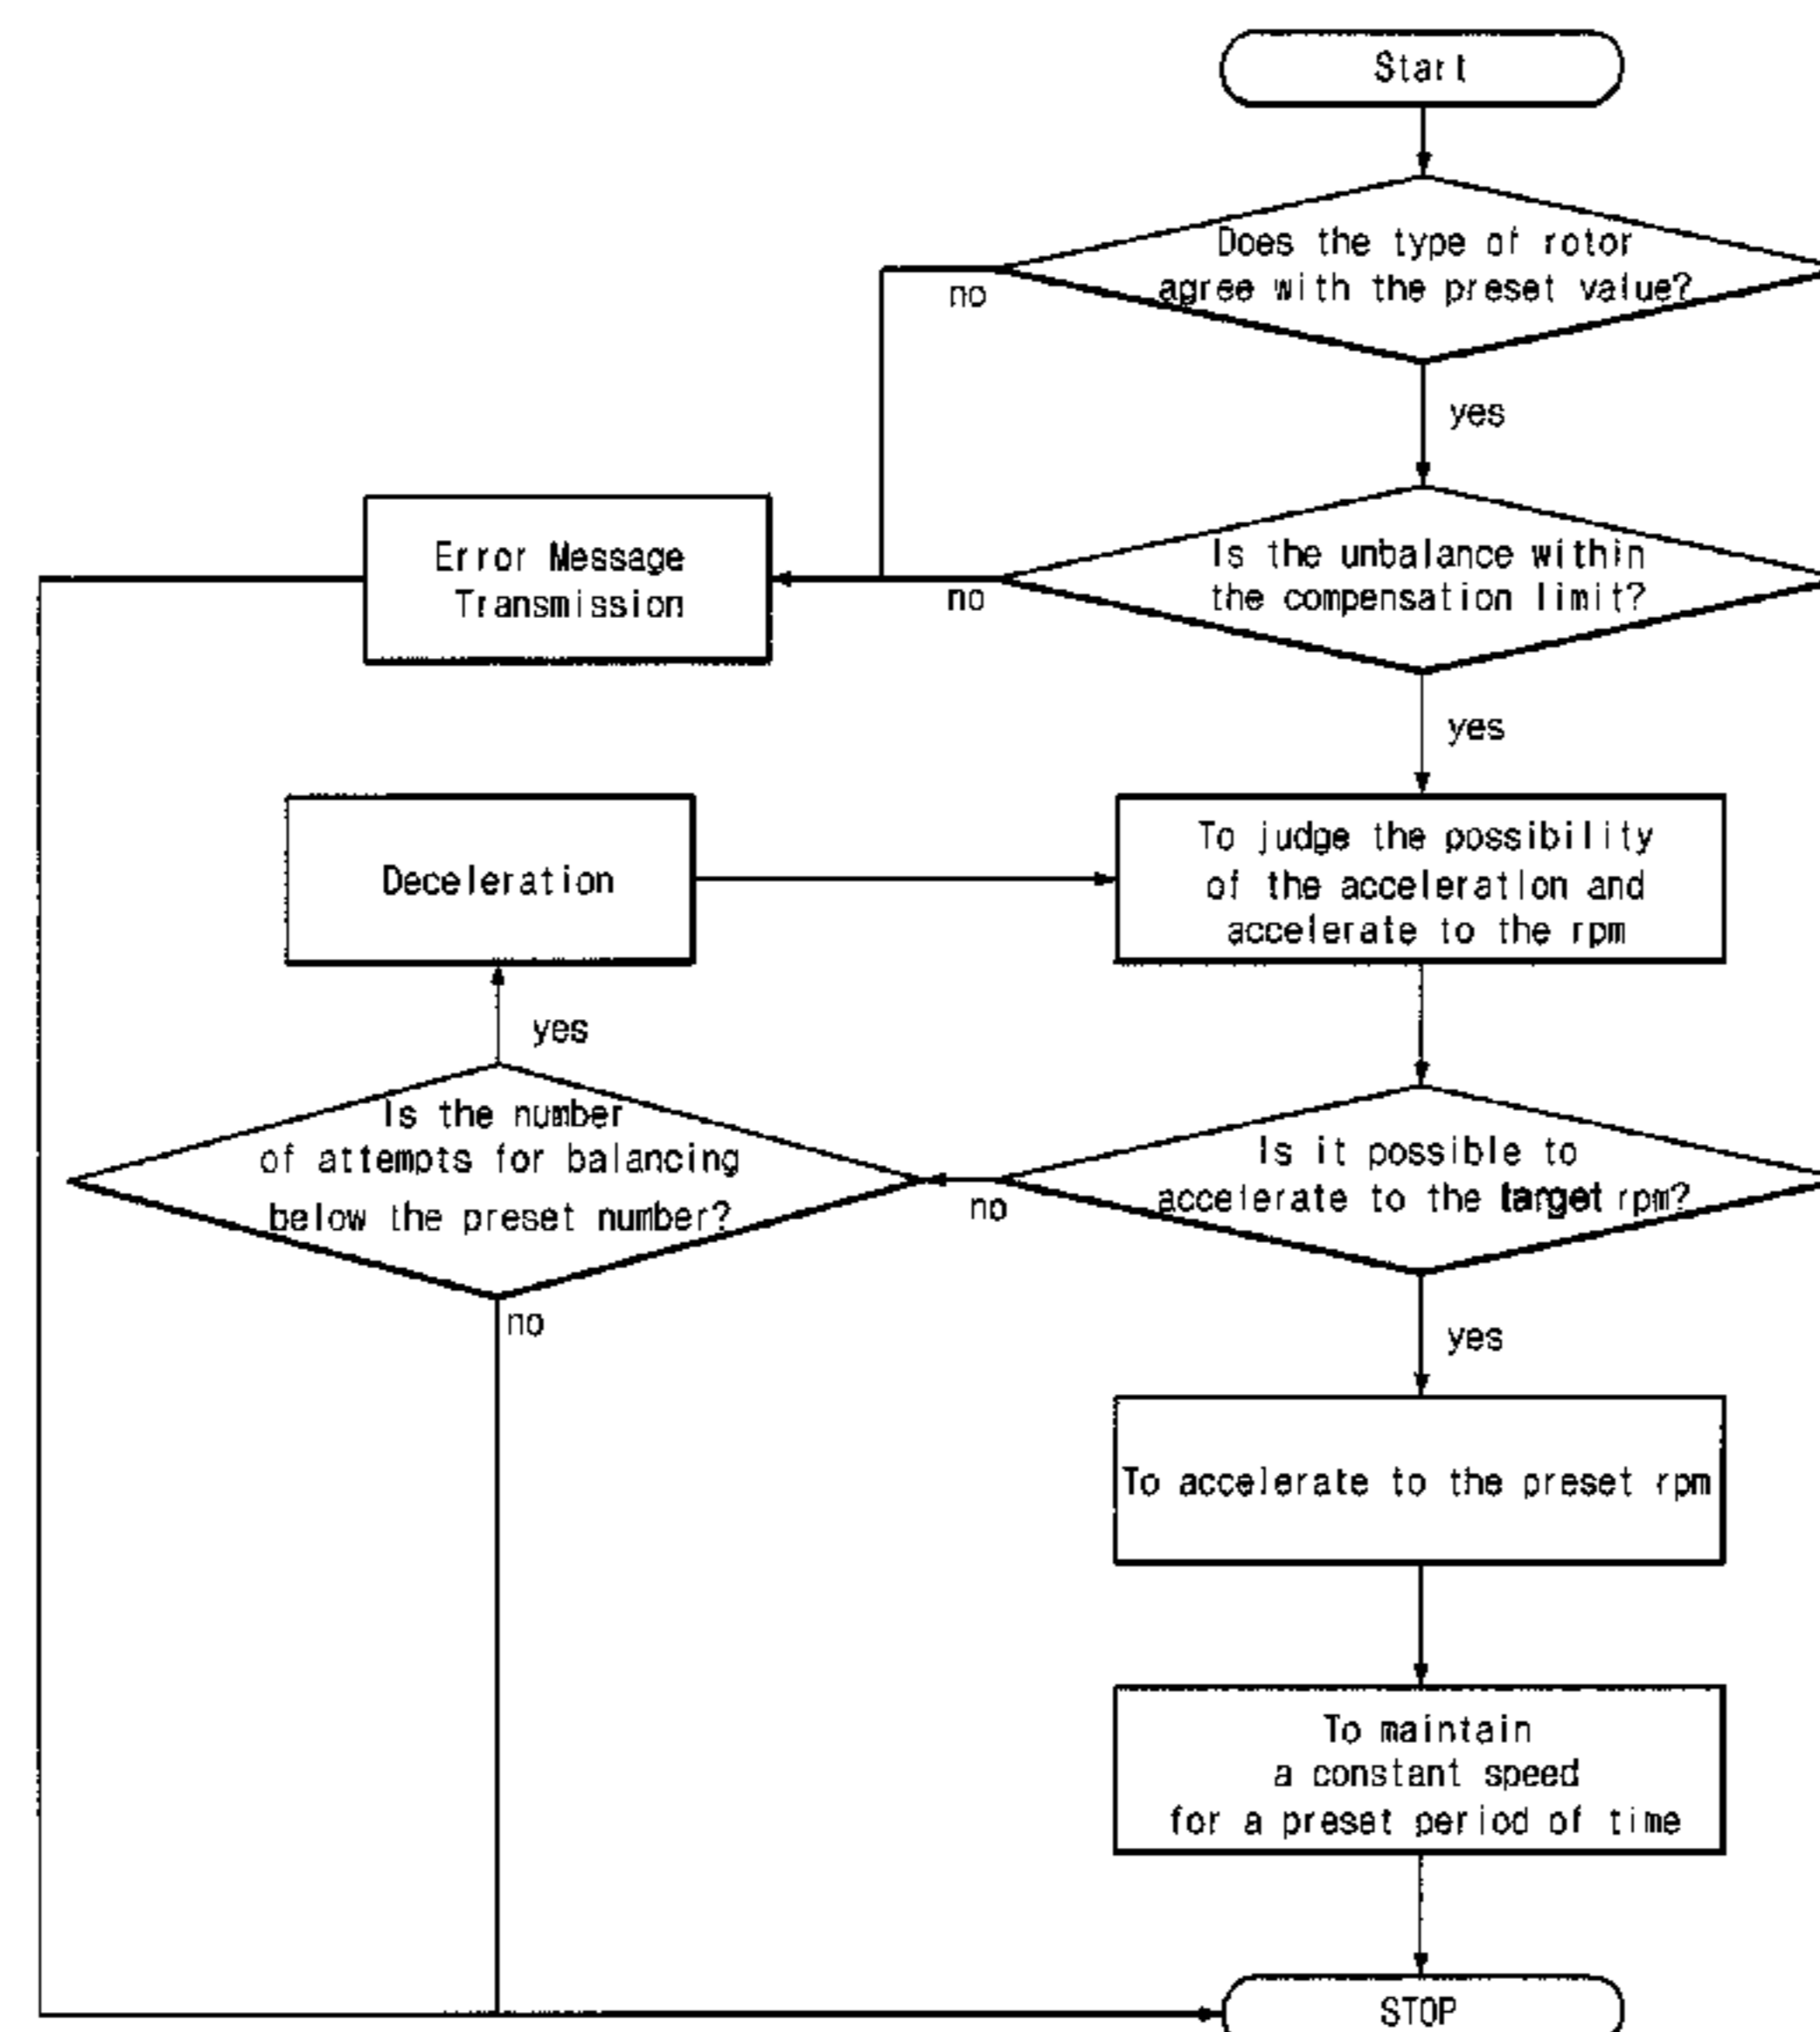 Start
Does the type of rotor
agree with the preset value?
no
yes
Error Message
Transmission
Is the unbalance within
the compensation limit?
no
yes
Deceleration
To judge the possibility
of the acceleration and
accelerate to the rpm
yes
Is the number
of attempts for balancing
below the preset number?
Is it possible to
accelerate to the target rpm?
no
no
yes
To accelerate to the preset rpm
To maintain
a constant speed
for a preset period of time
STOP